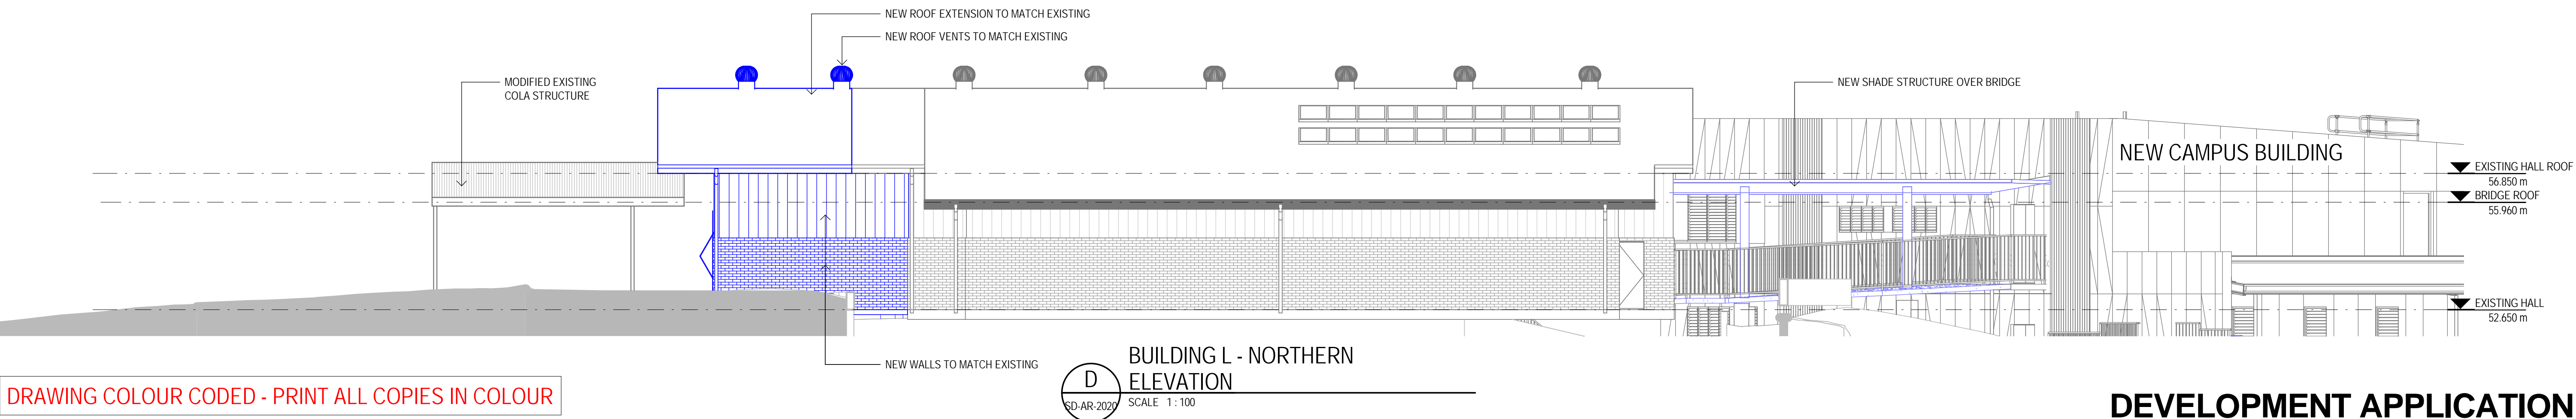 NEW ROOF EXTENSION TO MATCH EXISTING
NEW ROOF VENTS TO MATCH EXISTING
MODIFIED EXISTING
COLA STRUCTURE
NEW SHADE STRUCTURE OVER BRIDGE
NEW CAMPUS BUILDING
EXISTING HALL ROOF
56.850 m
BRIDGE ROOF
55.960 m
EXISTING HALL
52.650 m
NEW WALLS TO MATCH EXISTING
D
SD-AR-2020
BUILDING L - NORTHERN
ELEVATION
SCALE 1 : 100
DRAWING COLOUR CODED - PRINT ALL COPIES IN COLOUR
DEVELOPMENT APPLICATION